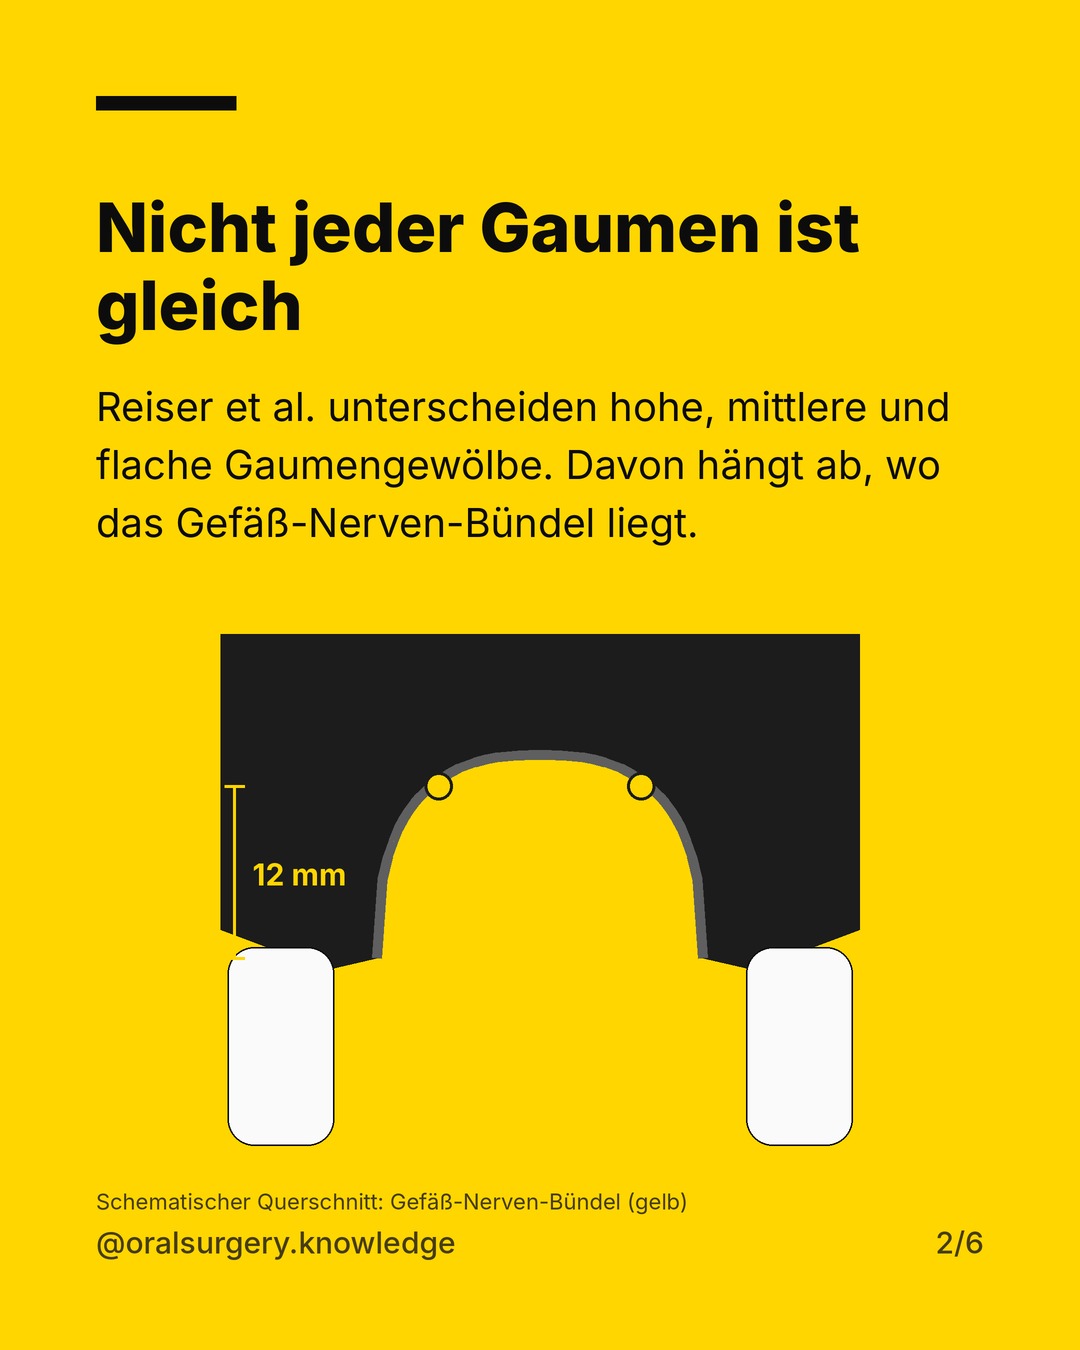 Nicht jeder Gaumen ist
gleich
Reiser et al. unterscheiden hohe, mittlere und
flache Gaumengewölbe. Davon hängt ab, wo
das Gefäß-Nerven-Bündel liegt.
12 mm
Schematischer Querschnitt: Gefäß-Nerven-Bündel (gelb)
@oralsurgery.knowledge
2/6